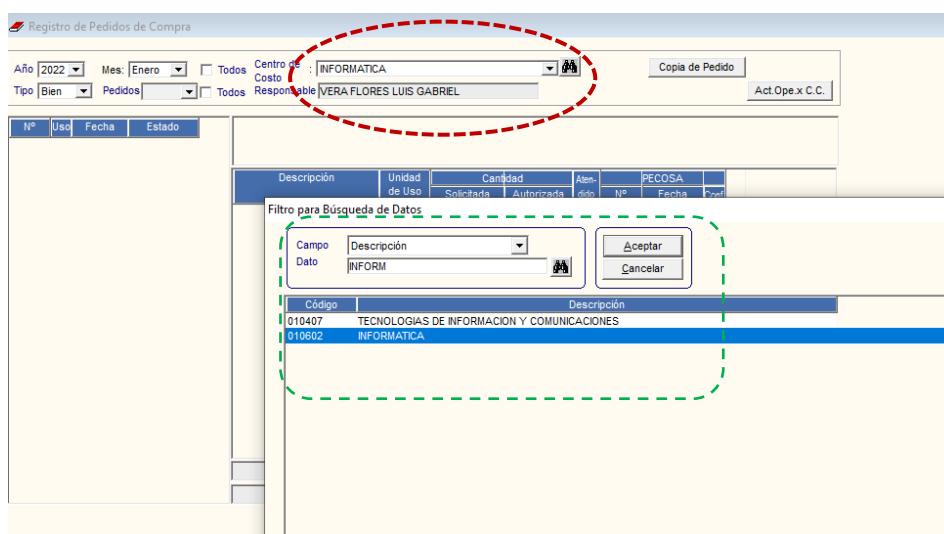 Registro de Pedidos de Compra
Año 2022 Mes: Enero Todos Centro de Costo : INFORMATICA Copia de Pedido
Tipo Bien Pedidos Todos Responsable VERA FLORES LUIS GABRIEL Act.Ope.x C.C.
Nº Uso Fecha Estado
Descripción Unidad de Uso Cantidad Aten- dido PECOSA
Solicitada Autorizada Nº Fecha Coef
Filtro para Búsqueda de Datos
Campo Descripción Aceptar
Dato INFORM Cancelar
Código Descripción
010407 TECNOLOGIAS DE INFORMACION Y COMUNICACIONES
010602 INFORMATICA